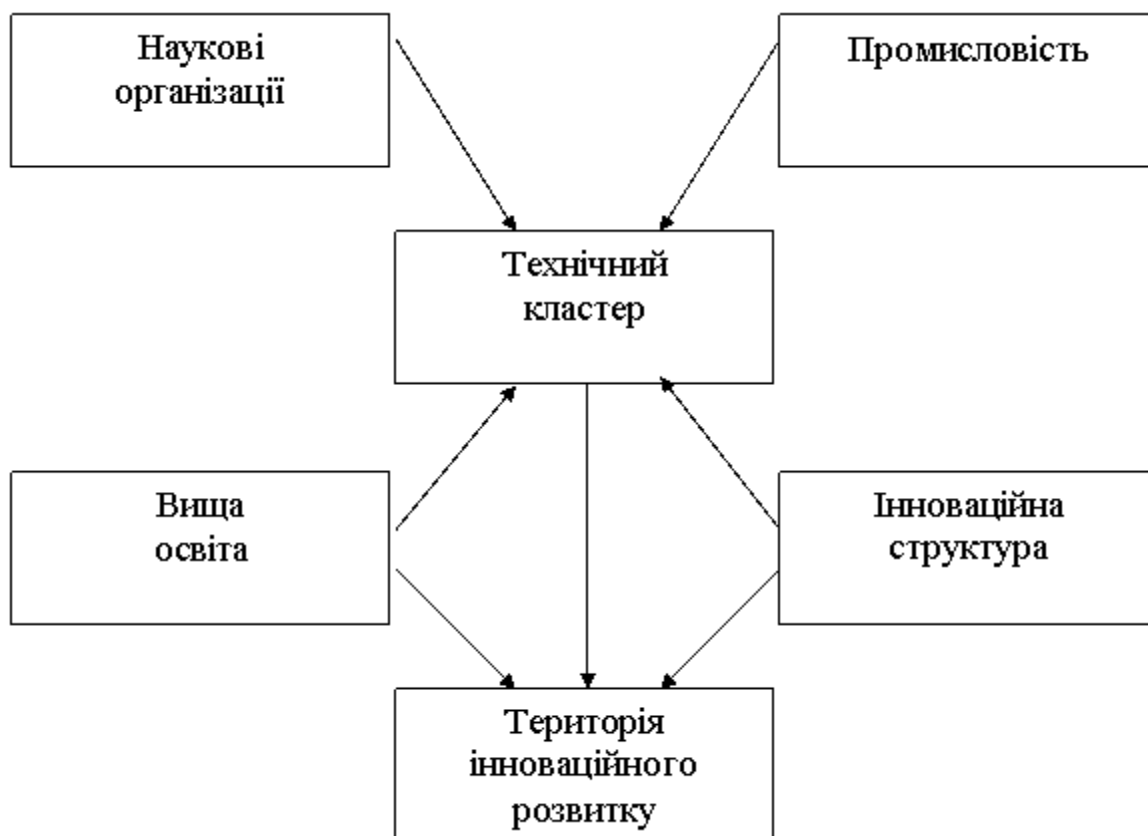 Наукові
організації
Промисловість
Технічний
кластер
Вища
освіта
Інноваційна
структура
Територія
інноваційного
розвитку